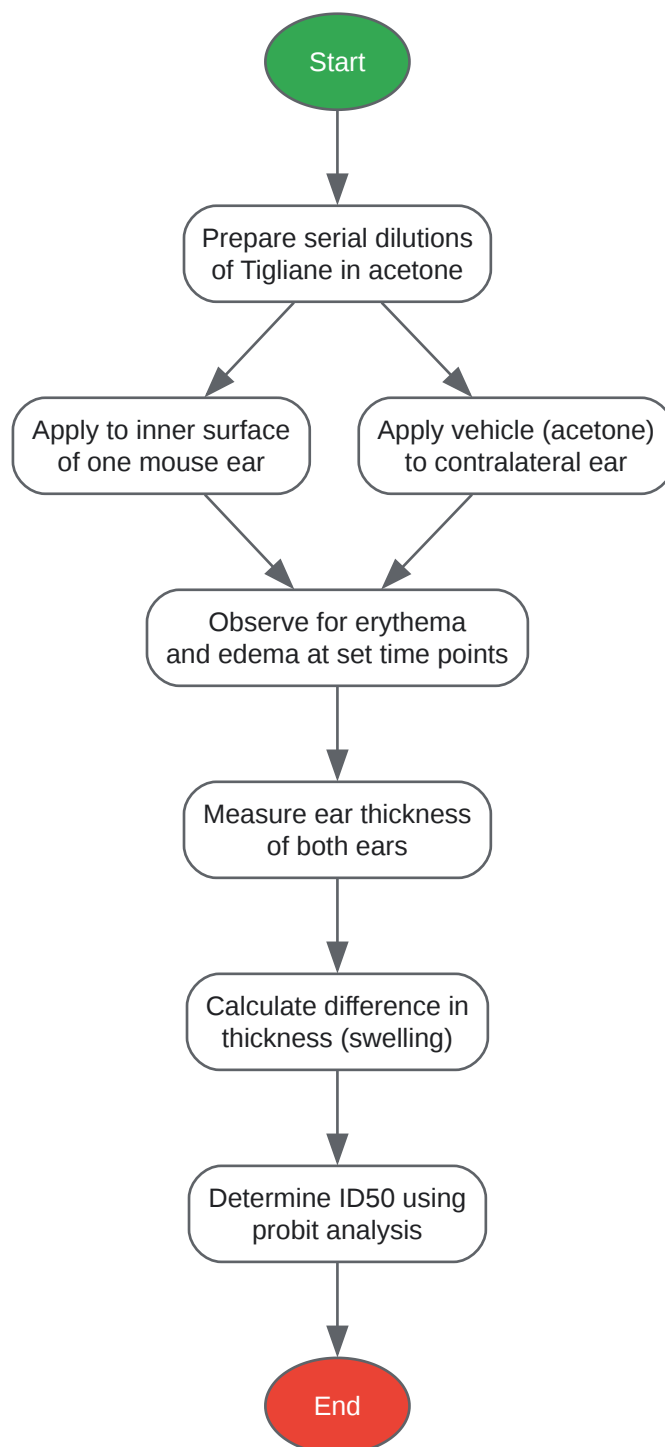 Start
Prepare serial dilutions
of Tigliane in acetone
Apply to inner surface
of one mouse ear
Apply vehicle (acetone)
to contralateral ear
Observe for erythema
and edema at set time points
Measure ear thickness
of both ears
Calculate difference in
thickness (swelling)
Determine ID50 using
probit analysis
End